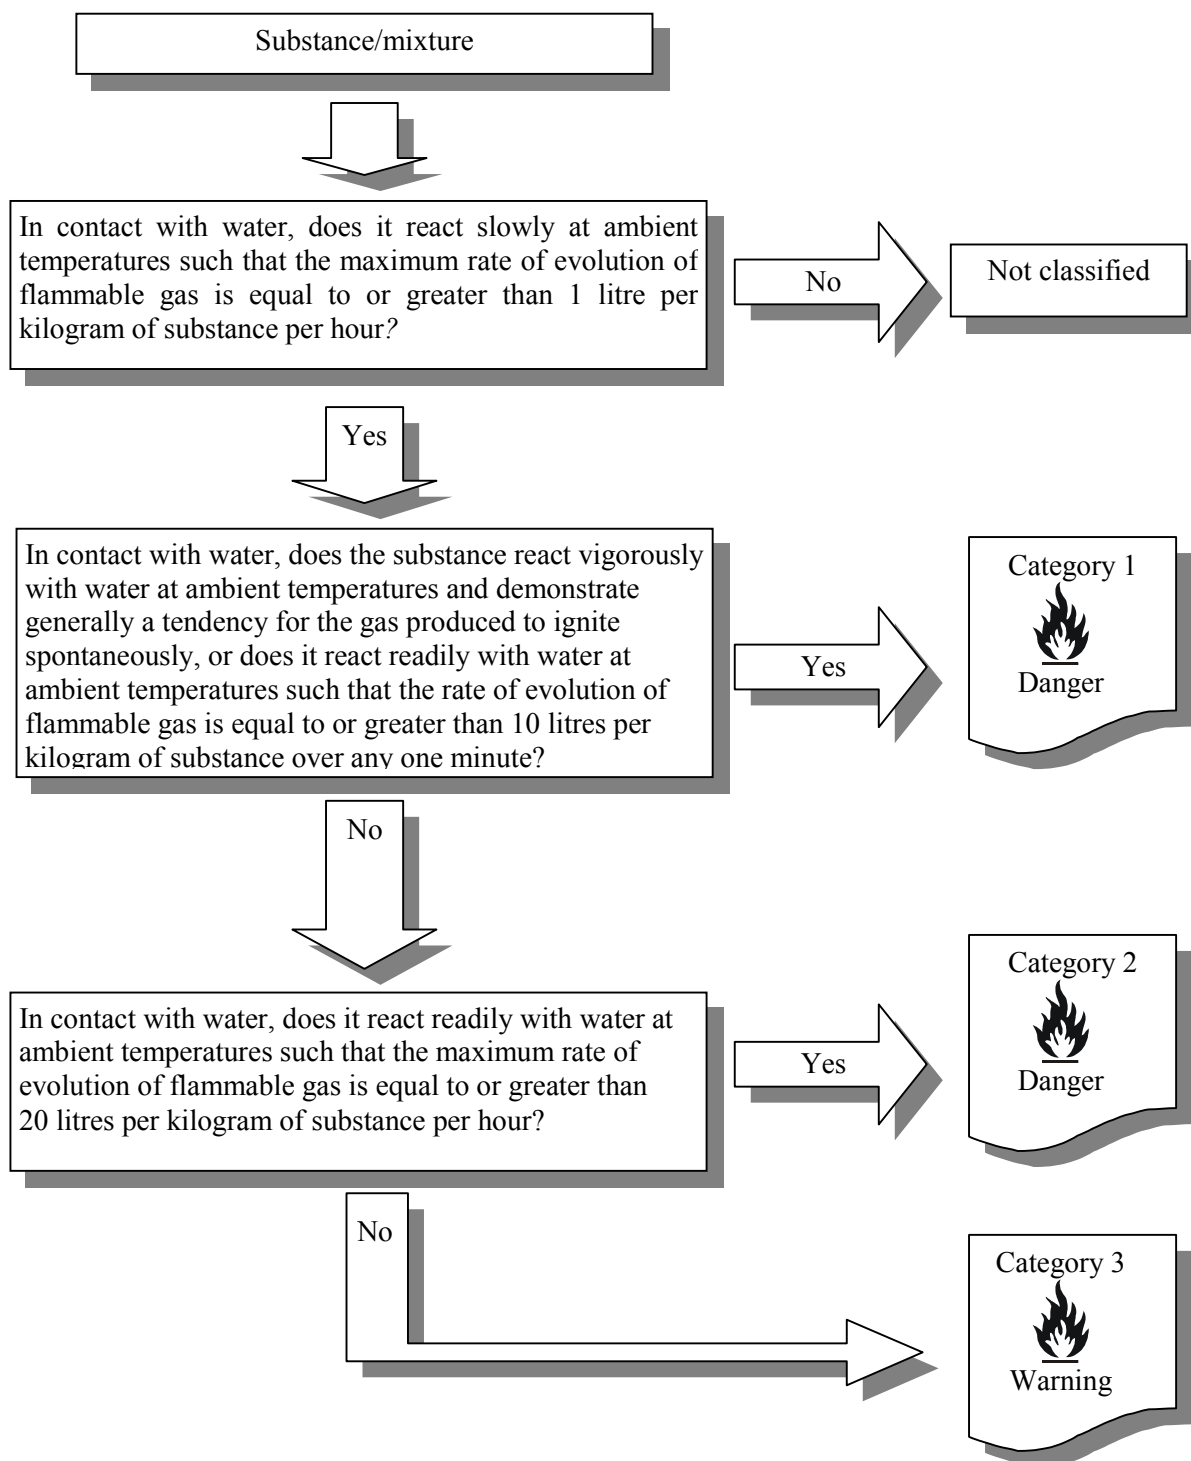 Substance/mixture
In contact with water, does it react slowly at ambient
temperatures such that the maximum rate of evolution of
flammable gas is equal to or greater than 1 litre per
kilogram of substance per hour?
No
Not classified
Yes
In contact with water, does the substance react vigorously
with water at ambient temperatures and demonstrate
generally a tendency for the gas produced to ignite
spontaneously, or does it react readily with water at
ambient temperatures such that the rate of evolution of
flammable gas is equal to or greater than 10 litres per
kilogram of substance over any one minute?
Yes
Category 1
Danger
No
In contact with water, does it react readily with water at
ambient temperatures such that the maximum rate of
evolution of flammable gas is equal to or greater than
20 litres per kilogram of substance per hour?
Yes
Category 2
Danger
No
Category 3
Warning